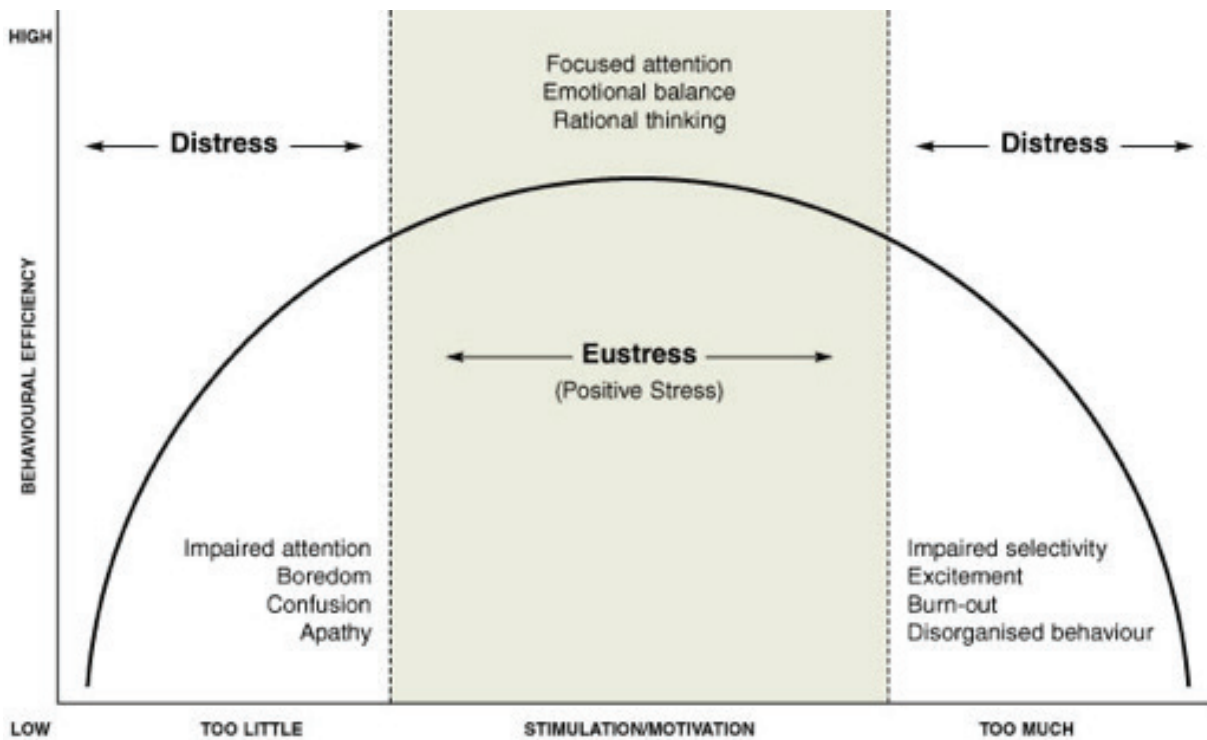 HIGH
Focused attention
Emotional balance
Rational thinking
Distress
Distress
BEHAVIOURAL EFFICIENCY
Eustress
(Positive Stress)
Impaired attention
Boredom
Confusion
Apathy
Impaired selectivity
Excitement
Burn-out
Disorganised behaviour
LOW
TOO LITTLE
STIMULATION/MOTIVATION
TOO MUCH